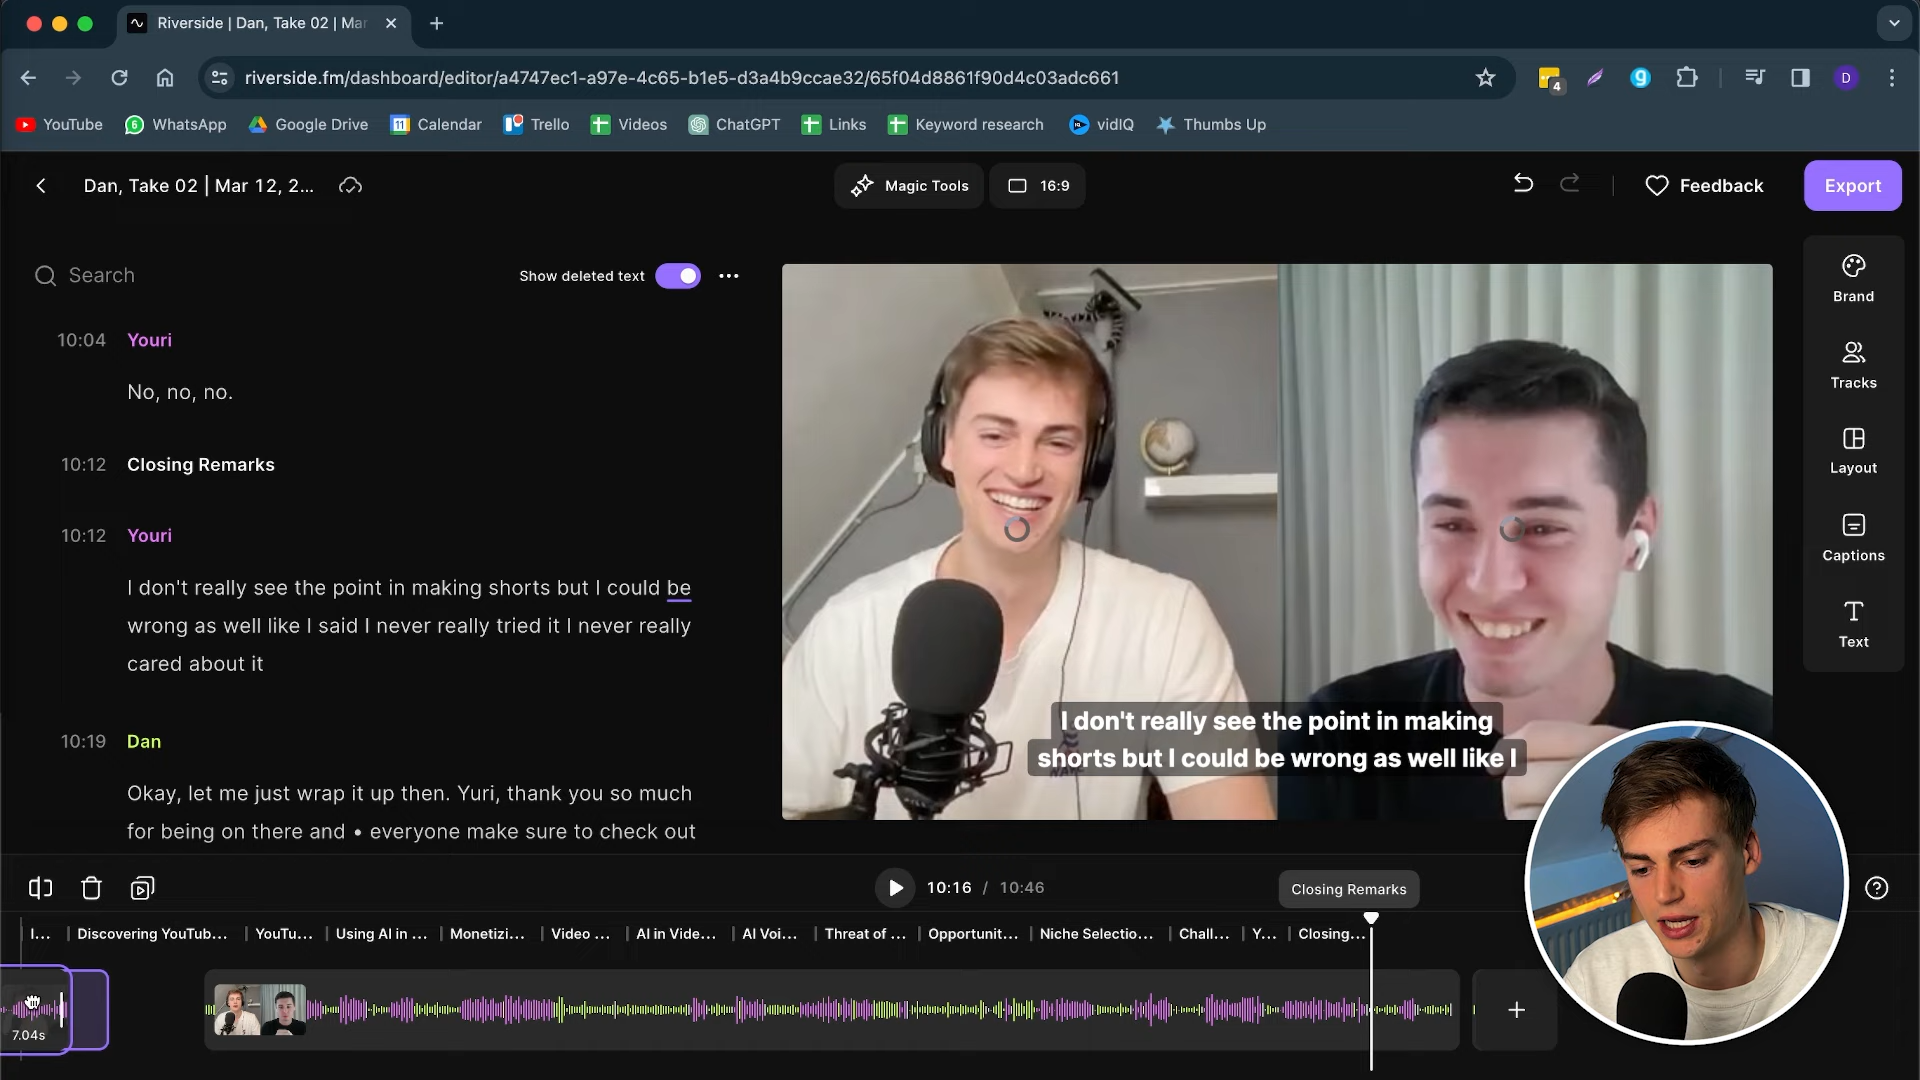 Riverside | Dan, Take 02 | Mar
riverside.fm/dashboard/editor/a4747ec1-a97e-4c65-b1e5-d3a4b9ccae32/65f04d8861f90d4c03adc661
4
g
D
YouTube
6
WhatsApp
Google Drive
11
Calendar
Trello
Videos
ChatGPT
Links
Keyword research
vidIQ
Thumbs Up
Dan, Take 02 | Mar 12, 2...
Magic Tools
16:9
Feedback
Export
Search
Show deleted text
10:04 Youri
No, no, no.
10:12 Closing Remarks
10:12 Youri
I don't really see the point in making shorts but I could be
wrong as well like I said I never really tried it I never really
cared about it
10:19 Dan
Okay, let me just wrap it up then. Yuri, thank you so much
for being on there and • everyone make sure to check out
I don't really see the point in making
shorts but I could be wrong as well like I
Brand
Tracks
Layout
Captions
Text
10:16 / 10:46
Closing Remarks
I...
Discovering YouTub...
YouTu...
Using AI in ...
Monetizi...
Video ...
AI in Vide...
AI Voi...
Threat of ...
Opportunit...
Niche Selectio...
Chall...
Y...
Closing...
7.04s